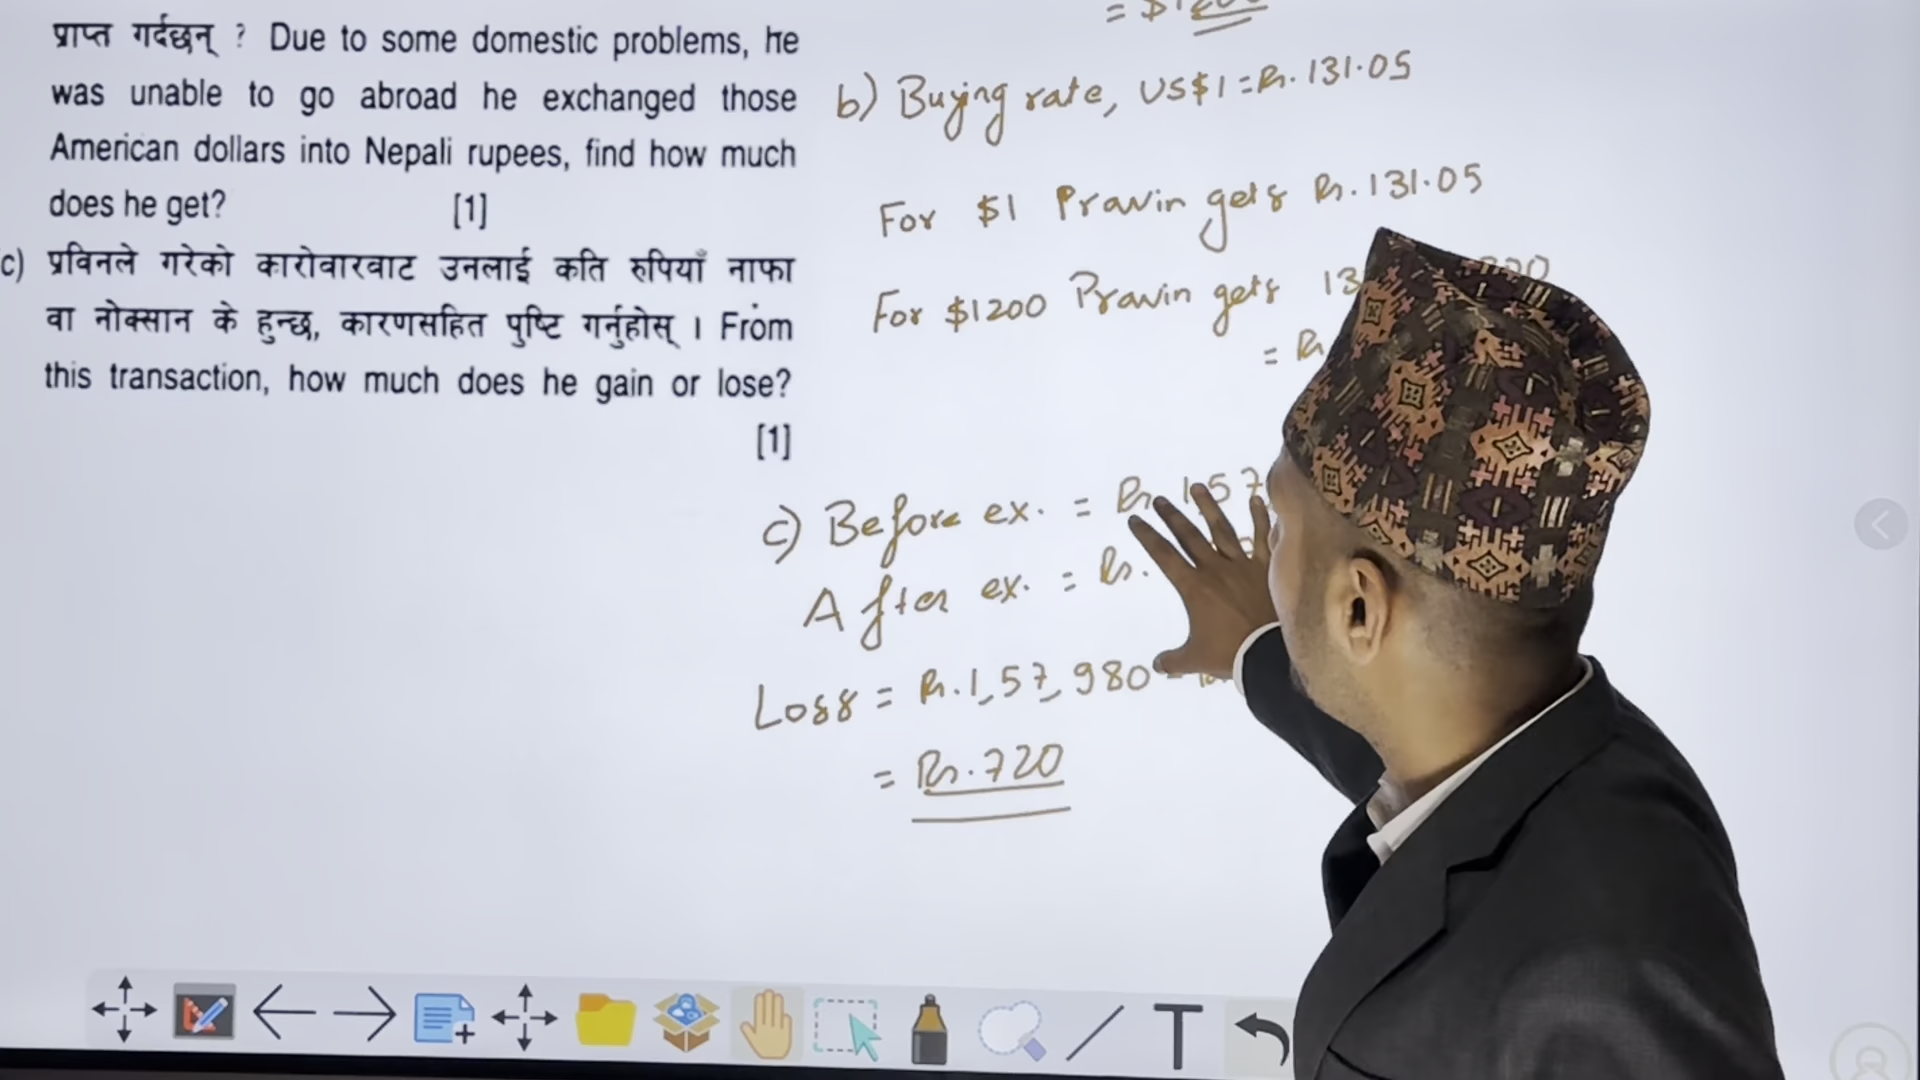 प्राप्त गर्दछन् ? Due to some domestic problems, he
was unable to go abroad he exchanged those
American dollars into Nepali rupees, find how much
does he get? [1]
c) प्रविनले गरेको कारोवारवाट उनलाई कति रुपियाँ नाफा
वा नोक्सान के हुन्छ, कारणसहित पुष्टि गर्नुहोस् । From
this transaction, how much does he gain or lose?
[1]
b) Buying rate, US$1 = Rs. 131.05
For $1 Pravin gets Rs. 131.05
For $1200 Pravin gets
= Rs
c) Before ex. = Rs. 1,57
After ex. = Rs.
Loss = Rs. 1,57,980 -
= Rs. 720
T